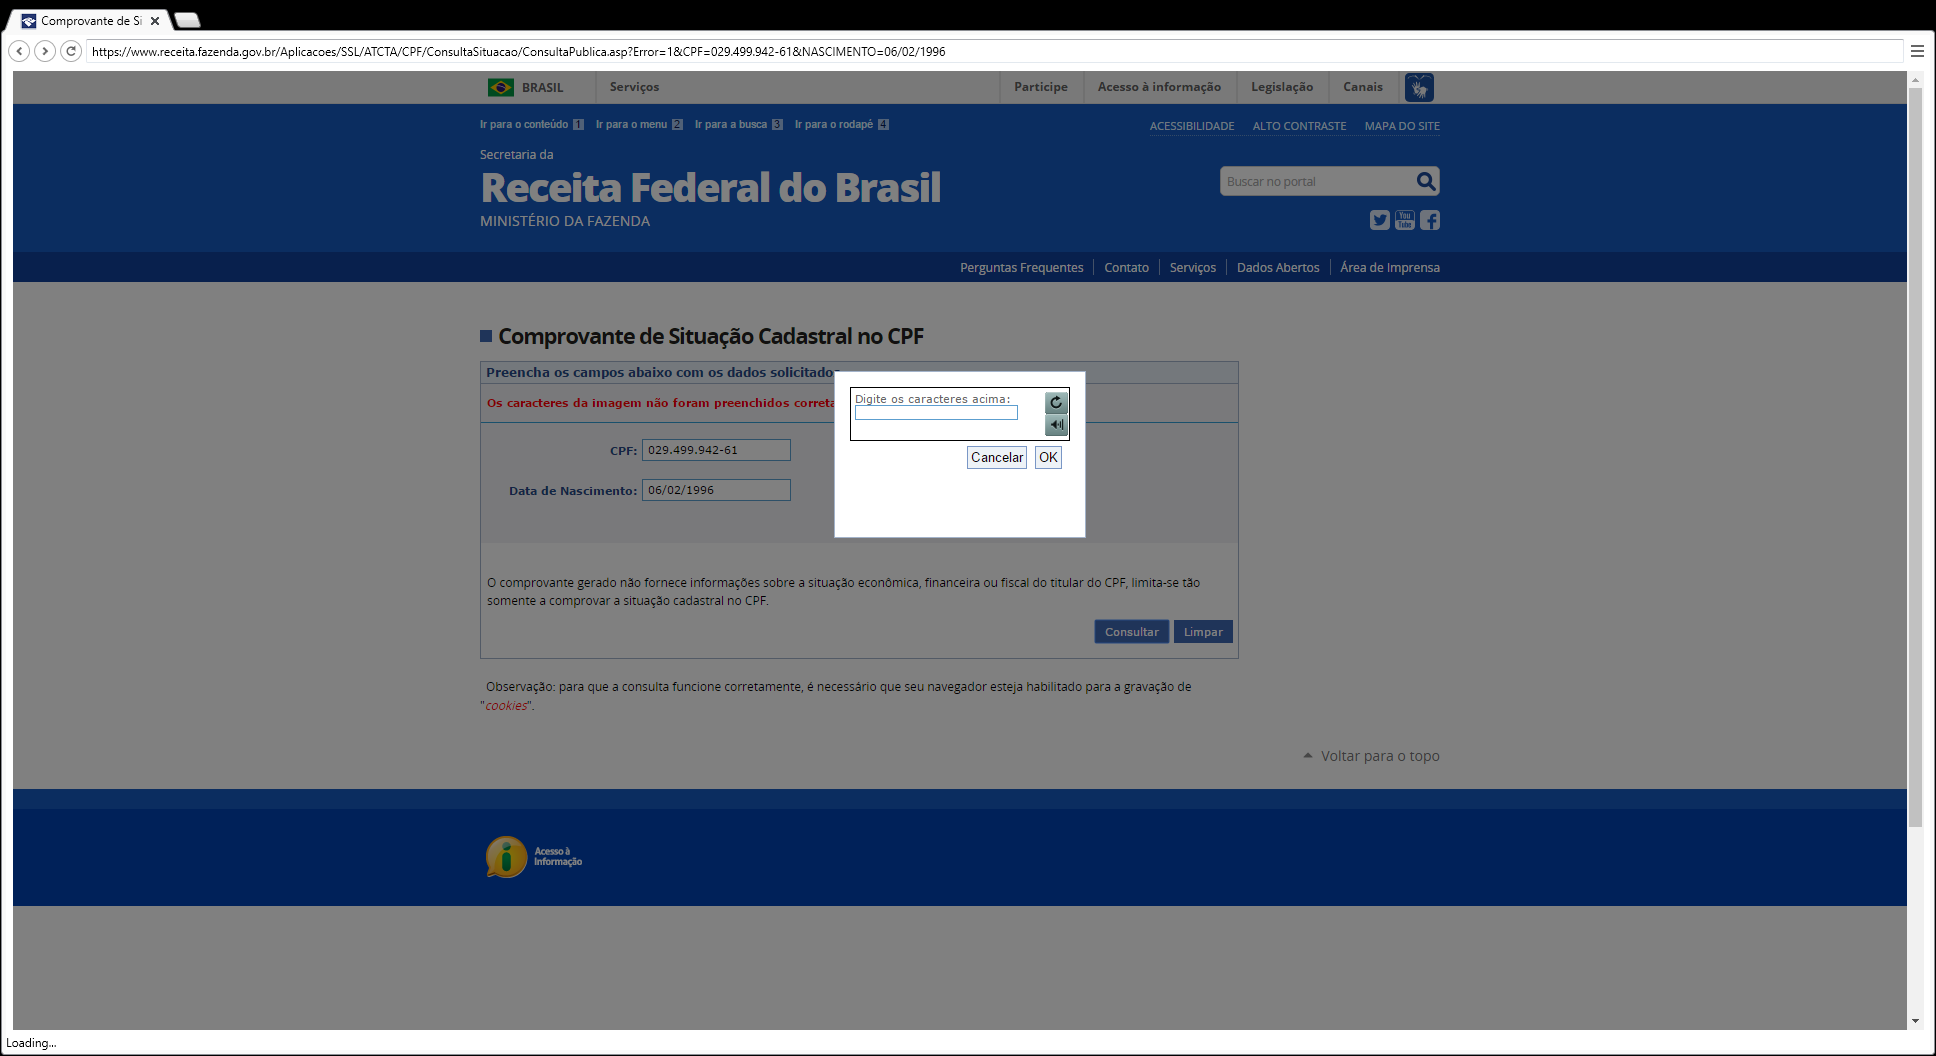 Comprovante de Si
https://www.receita.fazenda.gov.br/Aplicacoes/SSL/ATCTA/CPF/ConsultaSituacao/ConsultaPublica.asp?Error=1&CPF=029.499.942-61&NASCIMENTO=06/02/1996
BRASIL Serviços Participe Acesso à informação Legislação Canais
Ir para o conteúdo 1 Ir para o menu 2 Ir para a busca 3 Ir para o rodapé 4
ACESSIBILIDADE ALTO CONTRASTE MAPA DO SITE
Secretaria da
Receita Federal do Brasil
MINISTÉRIO DA FAZENDA
Buscar no portal
You
Tube
Perguntas Frequentes Contato Serviços Dados Abertos Área de Imprensa
Comprovante de Situação Cadastral no CPF
Preencha os campos abaixo com os dados solicitados
Os caracteres da imagem não foram preenchidos correta
CPF: 029.499.942-61
Data de Nascimento: 06/02/1996
Digite os caracteres acima:
Cancelar OK
O comprovante gerado não fornece informações sobre a situação econômica, financeira ou fiscal do titular do CPF, limita-se tão
somente a comprovar a situação cadastral no CPF.
Consultar Limpar
Observação: para que a consulta funcione corretamente, é necessário que seu navegador esteja habilitado para a gravação de
"cookies".
Voltar para o topo
Acesso à
Informação
Loading...